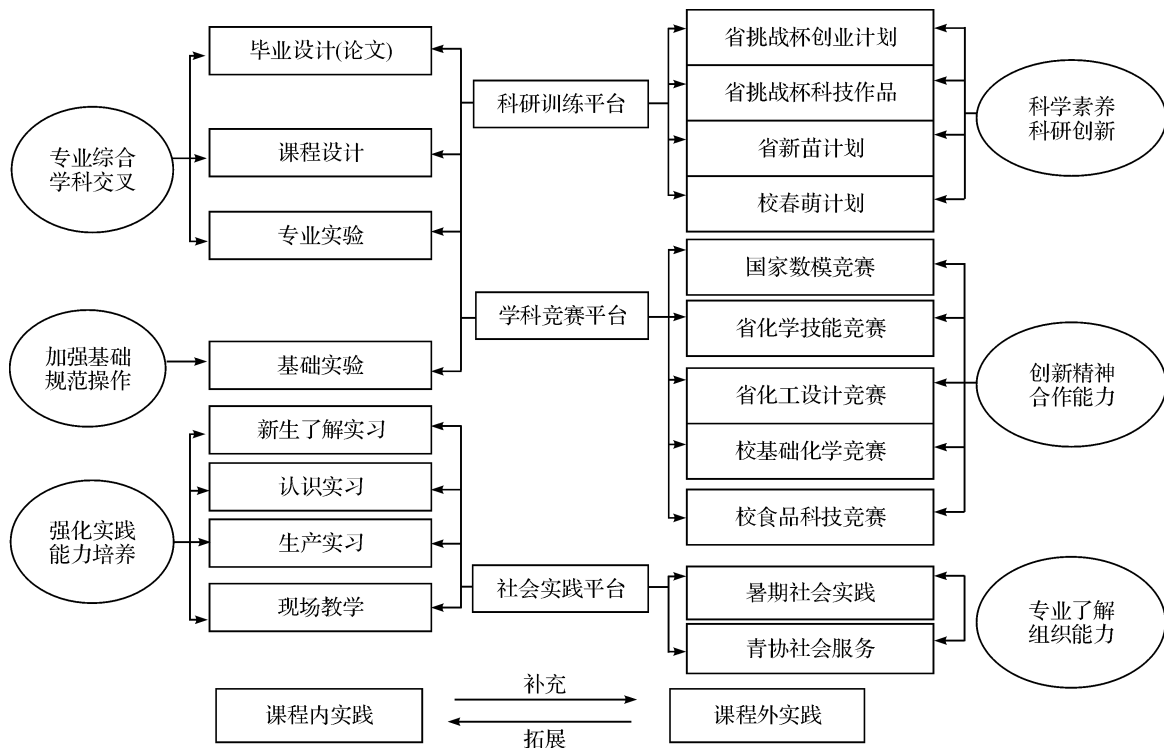 毕业设计(论文)
课程设计
专业实验
基础实验
新生了解实习
认识实习
生产实习
现场教学
专业综合
学科交叉
加强基础
规范操作
强化实践
能力培养
科研训练平台
学科竞赛平台
社会实践平台
省挑战杯创业计划
省挑战杯科技作品
省新苗计划
校春萌计划
国家数模竞赛
省化学技能竞赛
省化工设计竞赛
校基础化学竞赛
校食品科技竞赛
暑期社会实践
青协社会服务
科学素养
科研创新
创新精神
合作能力
专业了解
组织能力
课程内实践
补充
拓展
课程外实践